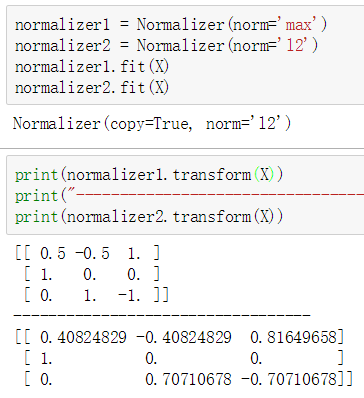 normalizer1 = Normalizer(norm='max')
normalizer2 = Normalizer(norm='l2')
normalizer1.fit(X)
normalizer2.fit(X)
Normalizer(copy=True, norm='l2')
print(normalizer1.transform(X))
print("---------------------------------
print(normalizer2.transform(X))
[[ 0.5 -0.5  1. ]
 [ 1.   0.   0. ]
 [ 0.   1.  -1. ]]
----------------------------------
[[ 0.40824829 -0.40824829  0.81649658]
 [ 1.          0.          0.        ]
 [ 0.          0.70710678 -0.70710678]]